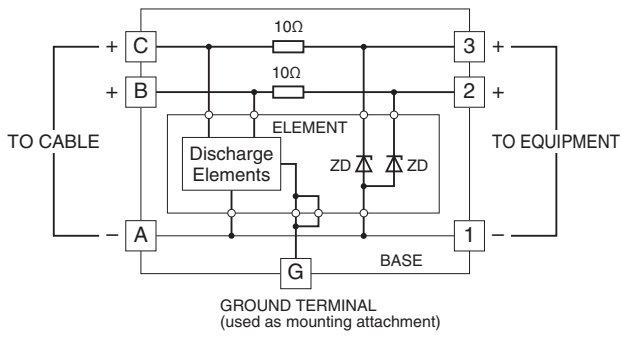 10Ω
+ C 3 +
10Ω
+ B 2 +
ELEMENT
TO CABLE
Discharge
Elements
ZD ZD
TO EQUIPMENT
– A 1 –
G
BASE
GROUND TERMINAL
(used as mounting attachment)